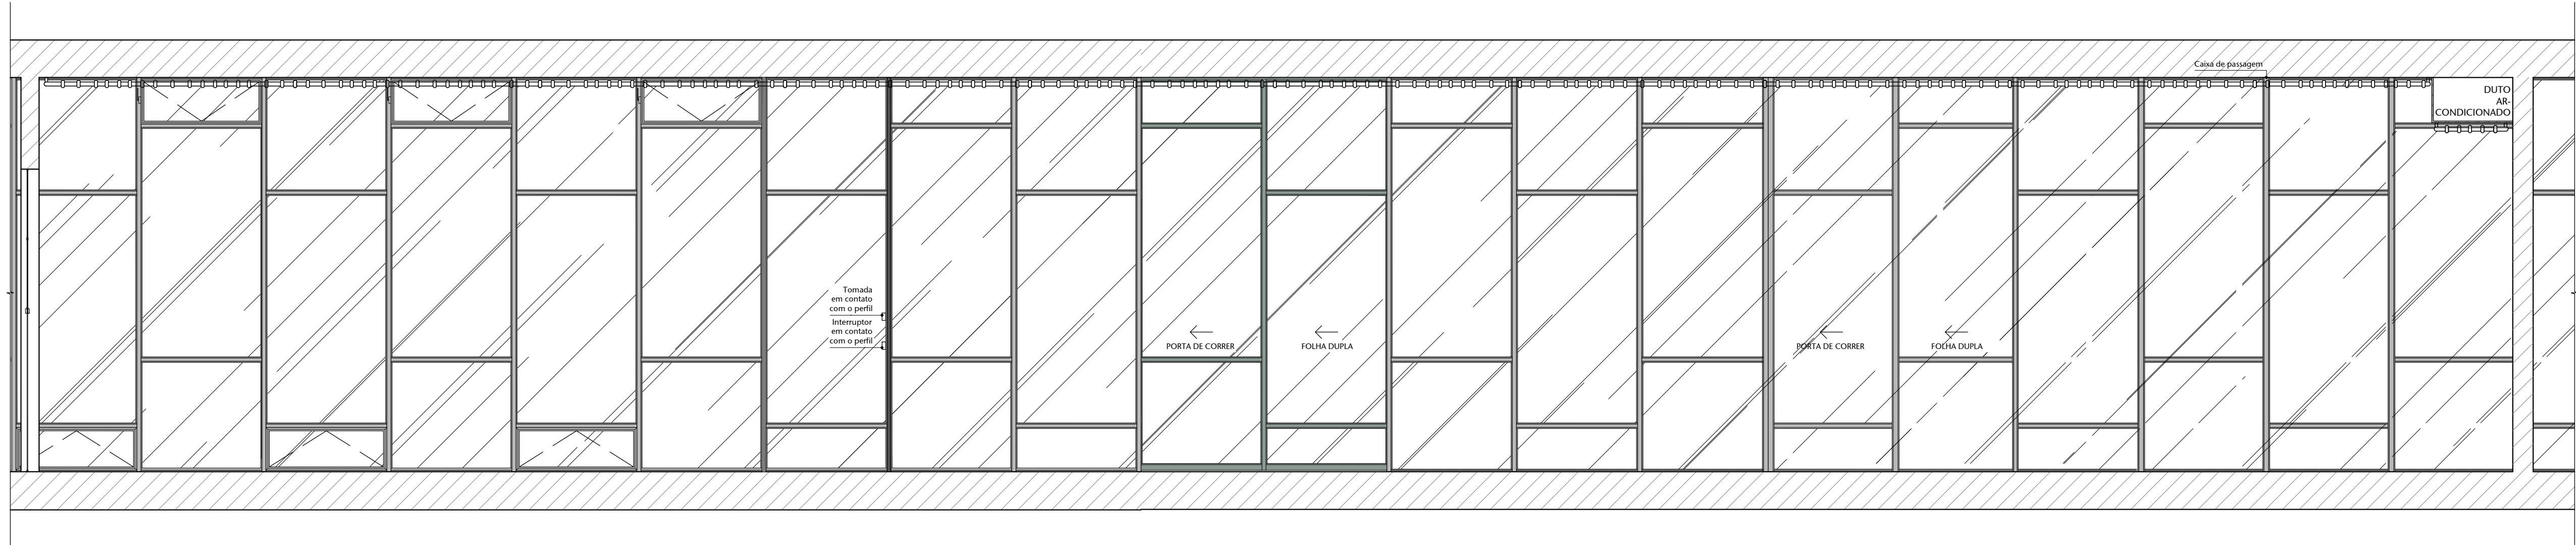 Caixa de passagem
DUTO
AR-
CONDICIONADO
Tomada
em contato
com o perfil
Interruptor
em contato
com o perfil
PORTA DE CORRER
FOLHA DUPLA
PORTA DE CORRER
FOLHA DUPLA